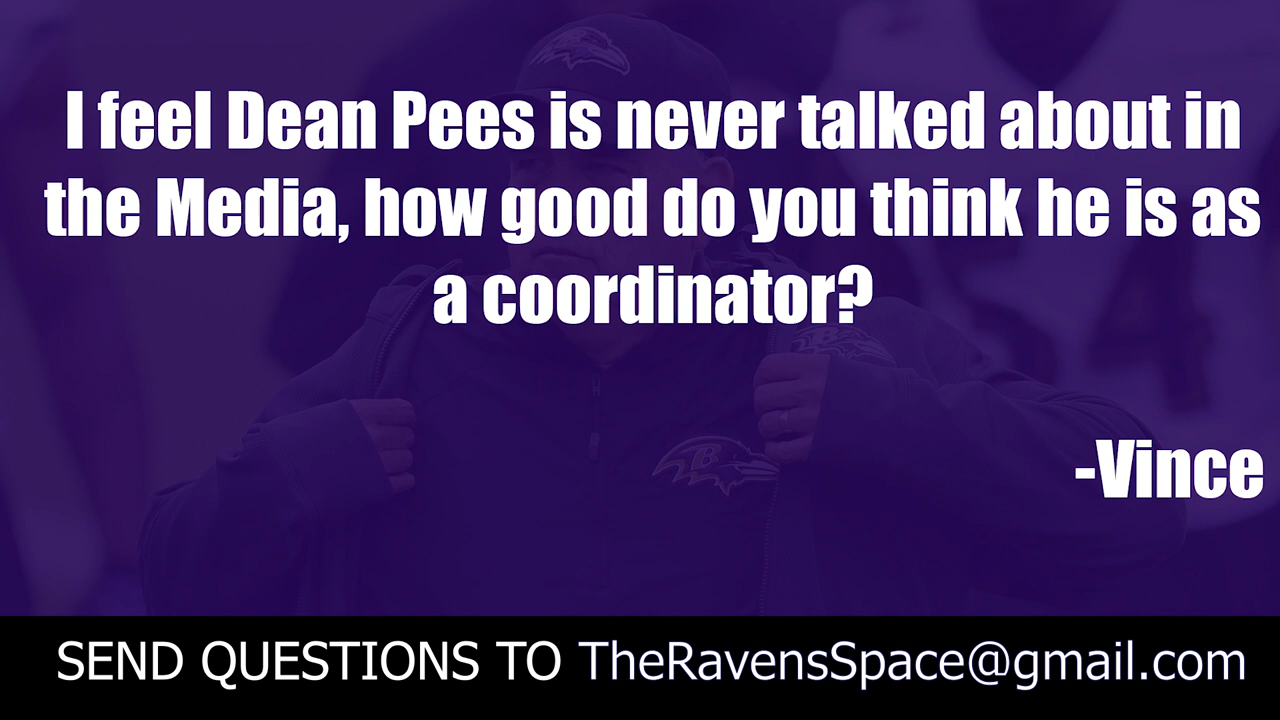 I feel Dean Pees is never talked about in
the Media, how good do you think he is as
a coordinator?
-Vince
SEND QUESTIONS TO TheRavensSpace@gmail.com